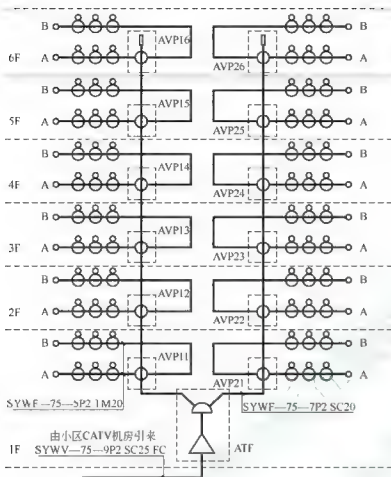 B AVP16 B
6F A AVP26 A
B AVP15 B
5F A AVP25 A
B AVP14 B
4F A AVP24 A
B AVP13 B
3F A AVP23 A
B AVP12 B
2F A AVP22 A
B AVP11 B
A AVP21 A
SYWF—75—5P2 1M20 SYWF—75—7P2 SC20
由小区CATV机房引来
1F SYWV—75—9P2 SC25 FC ATF